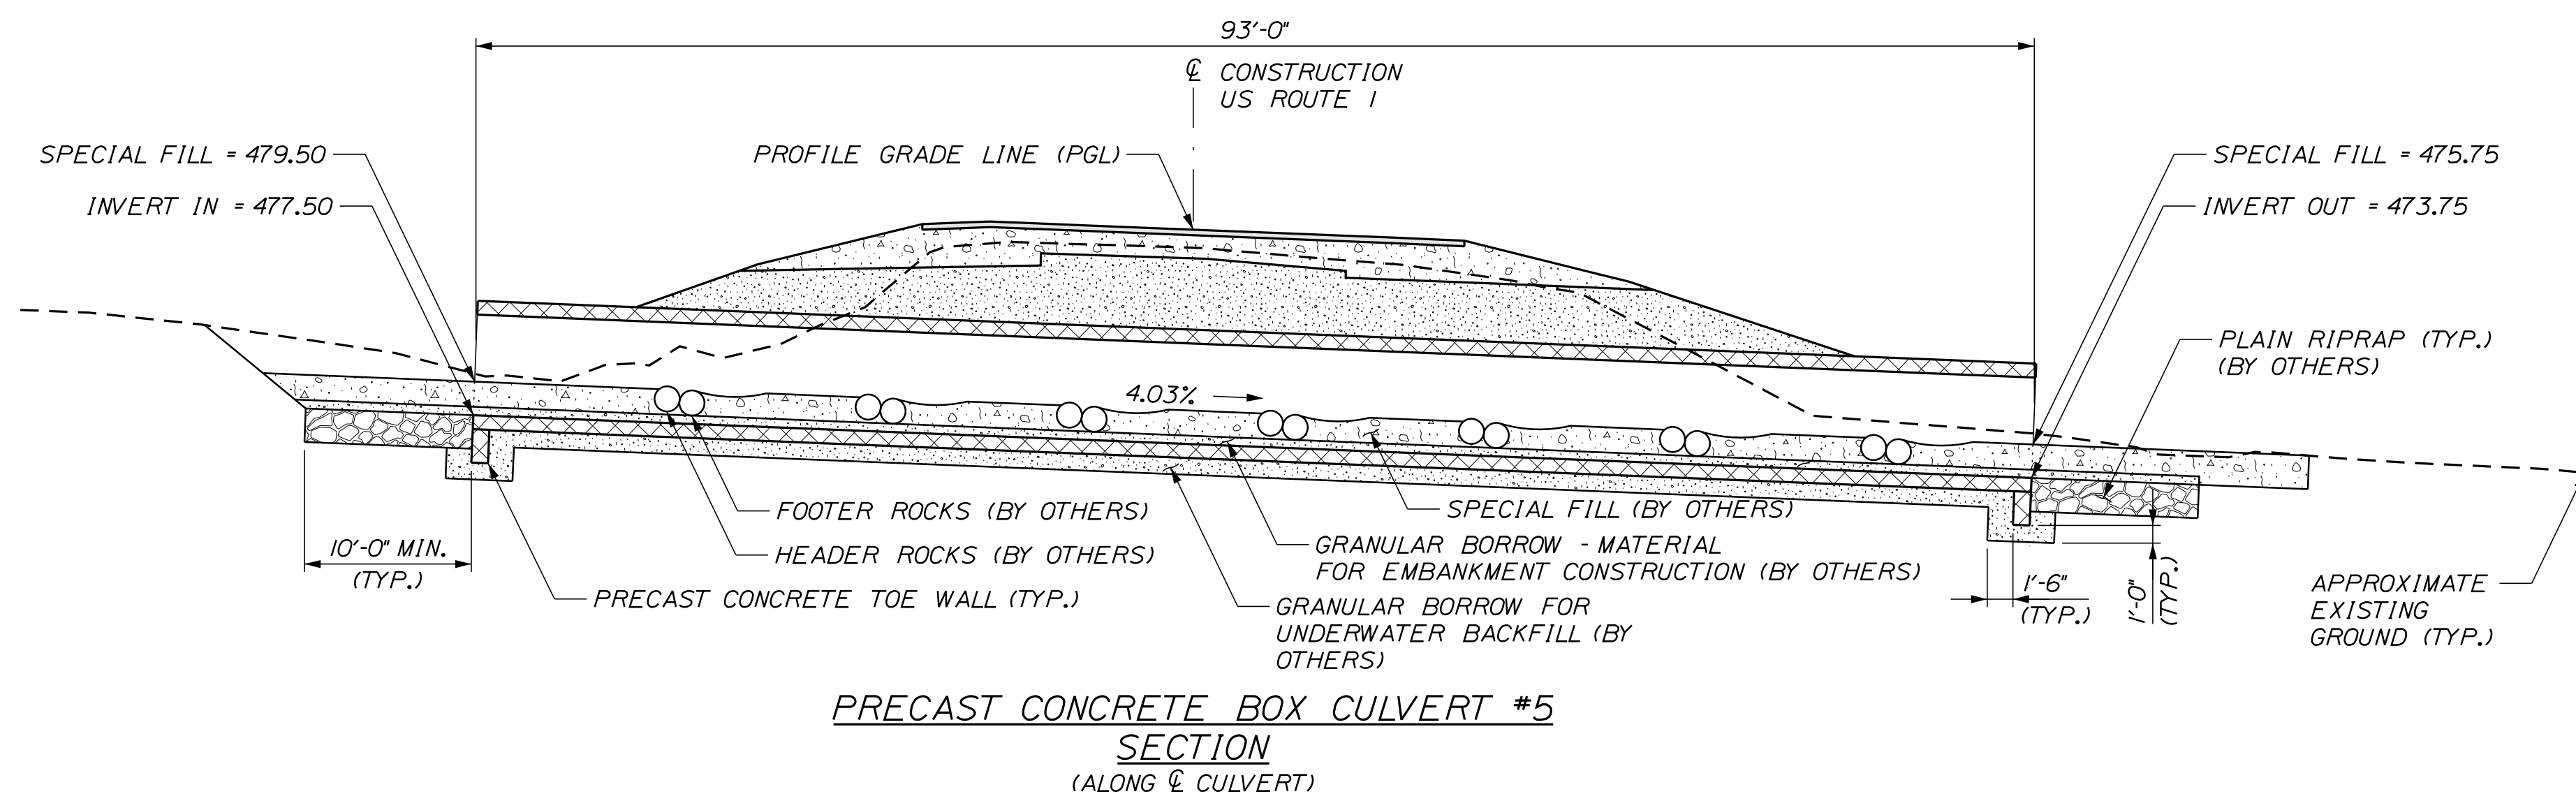 93'-0"
℄ CONSTRUCTION
US ROUTE 1
SPECIAL FILL = 479.50
PROFILE GRADE LINE (PGL)
SPECIAL FILL = 475.75
INVERT IN = 477.50
INVERT OUT = 473.75
PLAIN RIPRAP (TYP.)
(BY OTHERS)
4.03%
FOOTER ROCKS (BY OTHERS)
SPECIAL FILL (BY OTHERS)
10'-0" MIN.
(TYP.)
HEADER ROCKS (BY OTHERS)
GRANULAR BORROW - MATERIAL
FOR EMBANKMENT CONSTRUCTION (BY OTHERS)
PRECAST CONCRETE TOE WALL (TYP.)
GRANULAR BORROW FOR
UNDERWATER BACKFILL (BY
OTHERS)
1'-6"
(TYP.)
1'-0"
(TYP.)
APPROXIMATE
EXISTING
GROUND (TYP.)
PRECAST CONCRETE BOX CULVERT #5
SECTION
(ALONG ℄ CULVERT)